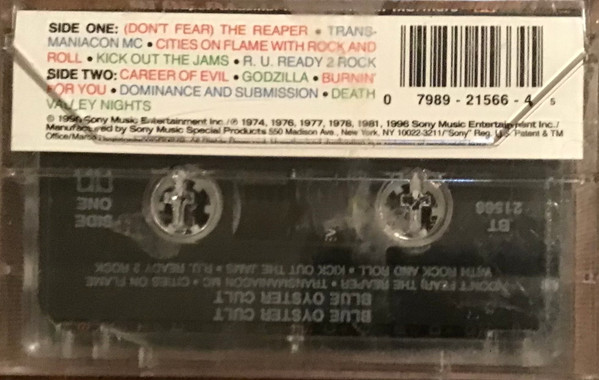 SIDE ONE: (DON'T FEAR) THE REAPER • TRANS-
MANIACON MC • CITIES ON FLAME WITH ROCK AND
ROLL • KICK OUT THE JAMS • R. U. READY 2 ROCK
SIDE TWO: CAREER OF EVIL • GODZILLA • BURNIN'
FOR YOU • DOMINANCE AND SUBMISSION • DEATH
VALLEY NIGHTS
0 7989 - 21566 - 4 5
© 1996 Sony Music Entertainment Inc./℗ 1974, 1976, 1977, 1978, 1981, 1996 Sony Music Entertainment Inc./
Manufactured by Sony Music Special Products 550 Madison Ave., New York, NY 10022-3211/"Sony" Reg. U.S. Patent & TM
Office/Marca
BLUE OYSTER CULT
BLUE OYSTER CULT
(DON'T FEAR) THE REAPER • TRANSMANIACON MC • CITIES ON FLAME
WITH ROCK AND ROLL • KICK OUT THE JAMS • R.U. READY 2 ROCK
BT
21566
SIDE
ONE